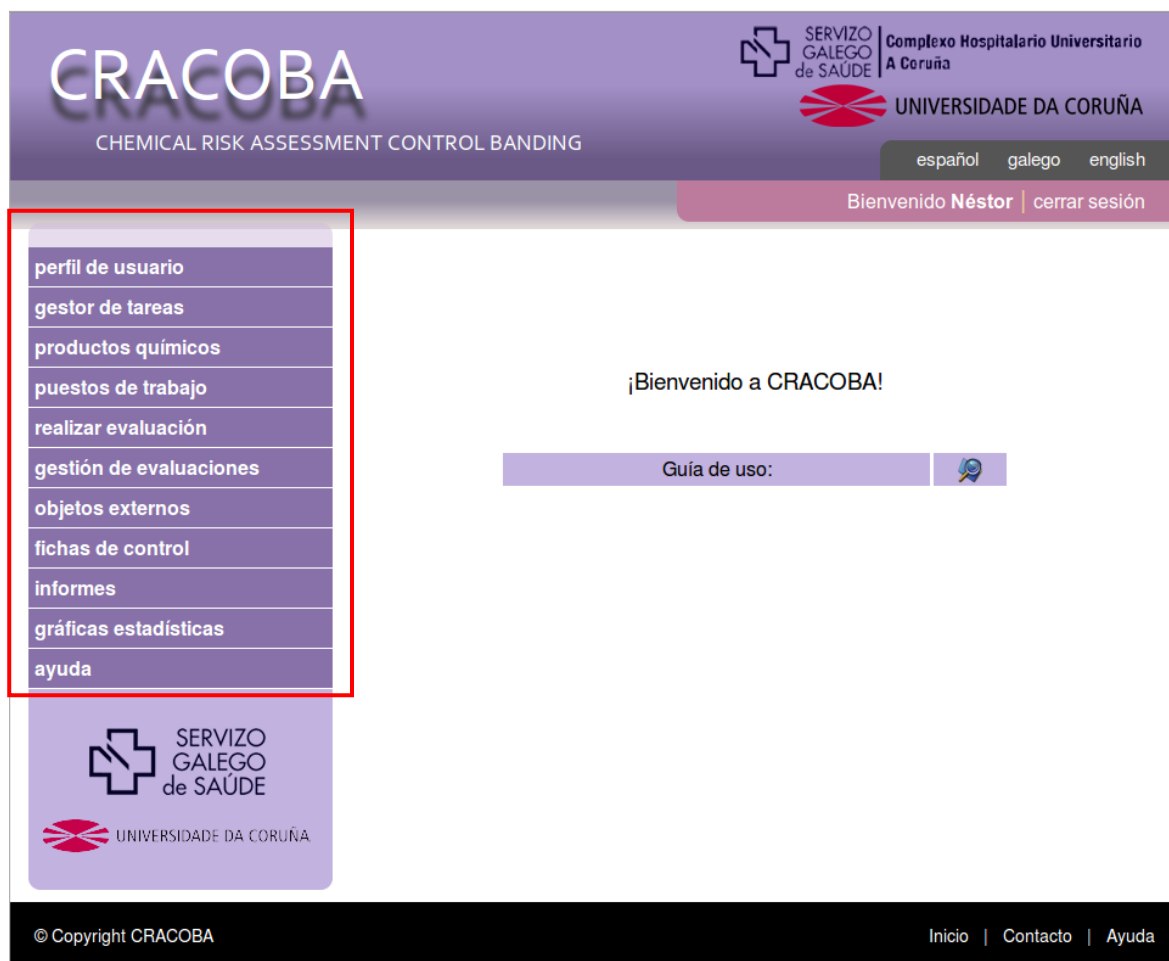 CRACOBA
CHEMICAL RISK ASSESSMENT CONTROL BANDING
SERVIZO
GALEGO
de SAÚDE
Complexo Hospitalario Universitario
A Coruña
UNIVERSIDADE DA CORUÑA
español galego english
Bienvenido Néstor | cerrar sesión
perfil de usuario
gestor de tareas
productos químicos
puestos de trabajo
realizar evaluación
gestión de evaluaciones
objetos externos
fichas de control
informes
gráficas estadísticas
ayuda
¡Bienvenido a CRACOBA!
Guía de uso:
SERVIZO
GALEGO
de SAÚDE
UNIVERSIDADE DA CORUÑA
© Copyright CRACOBA
Inicio | Contacto | Ayuda